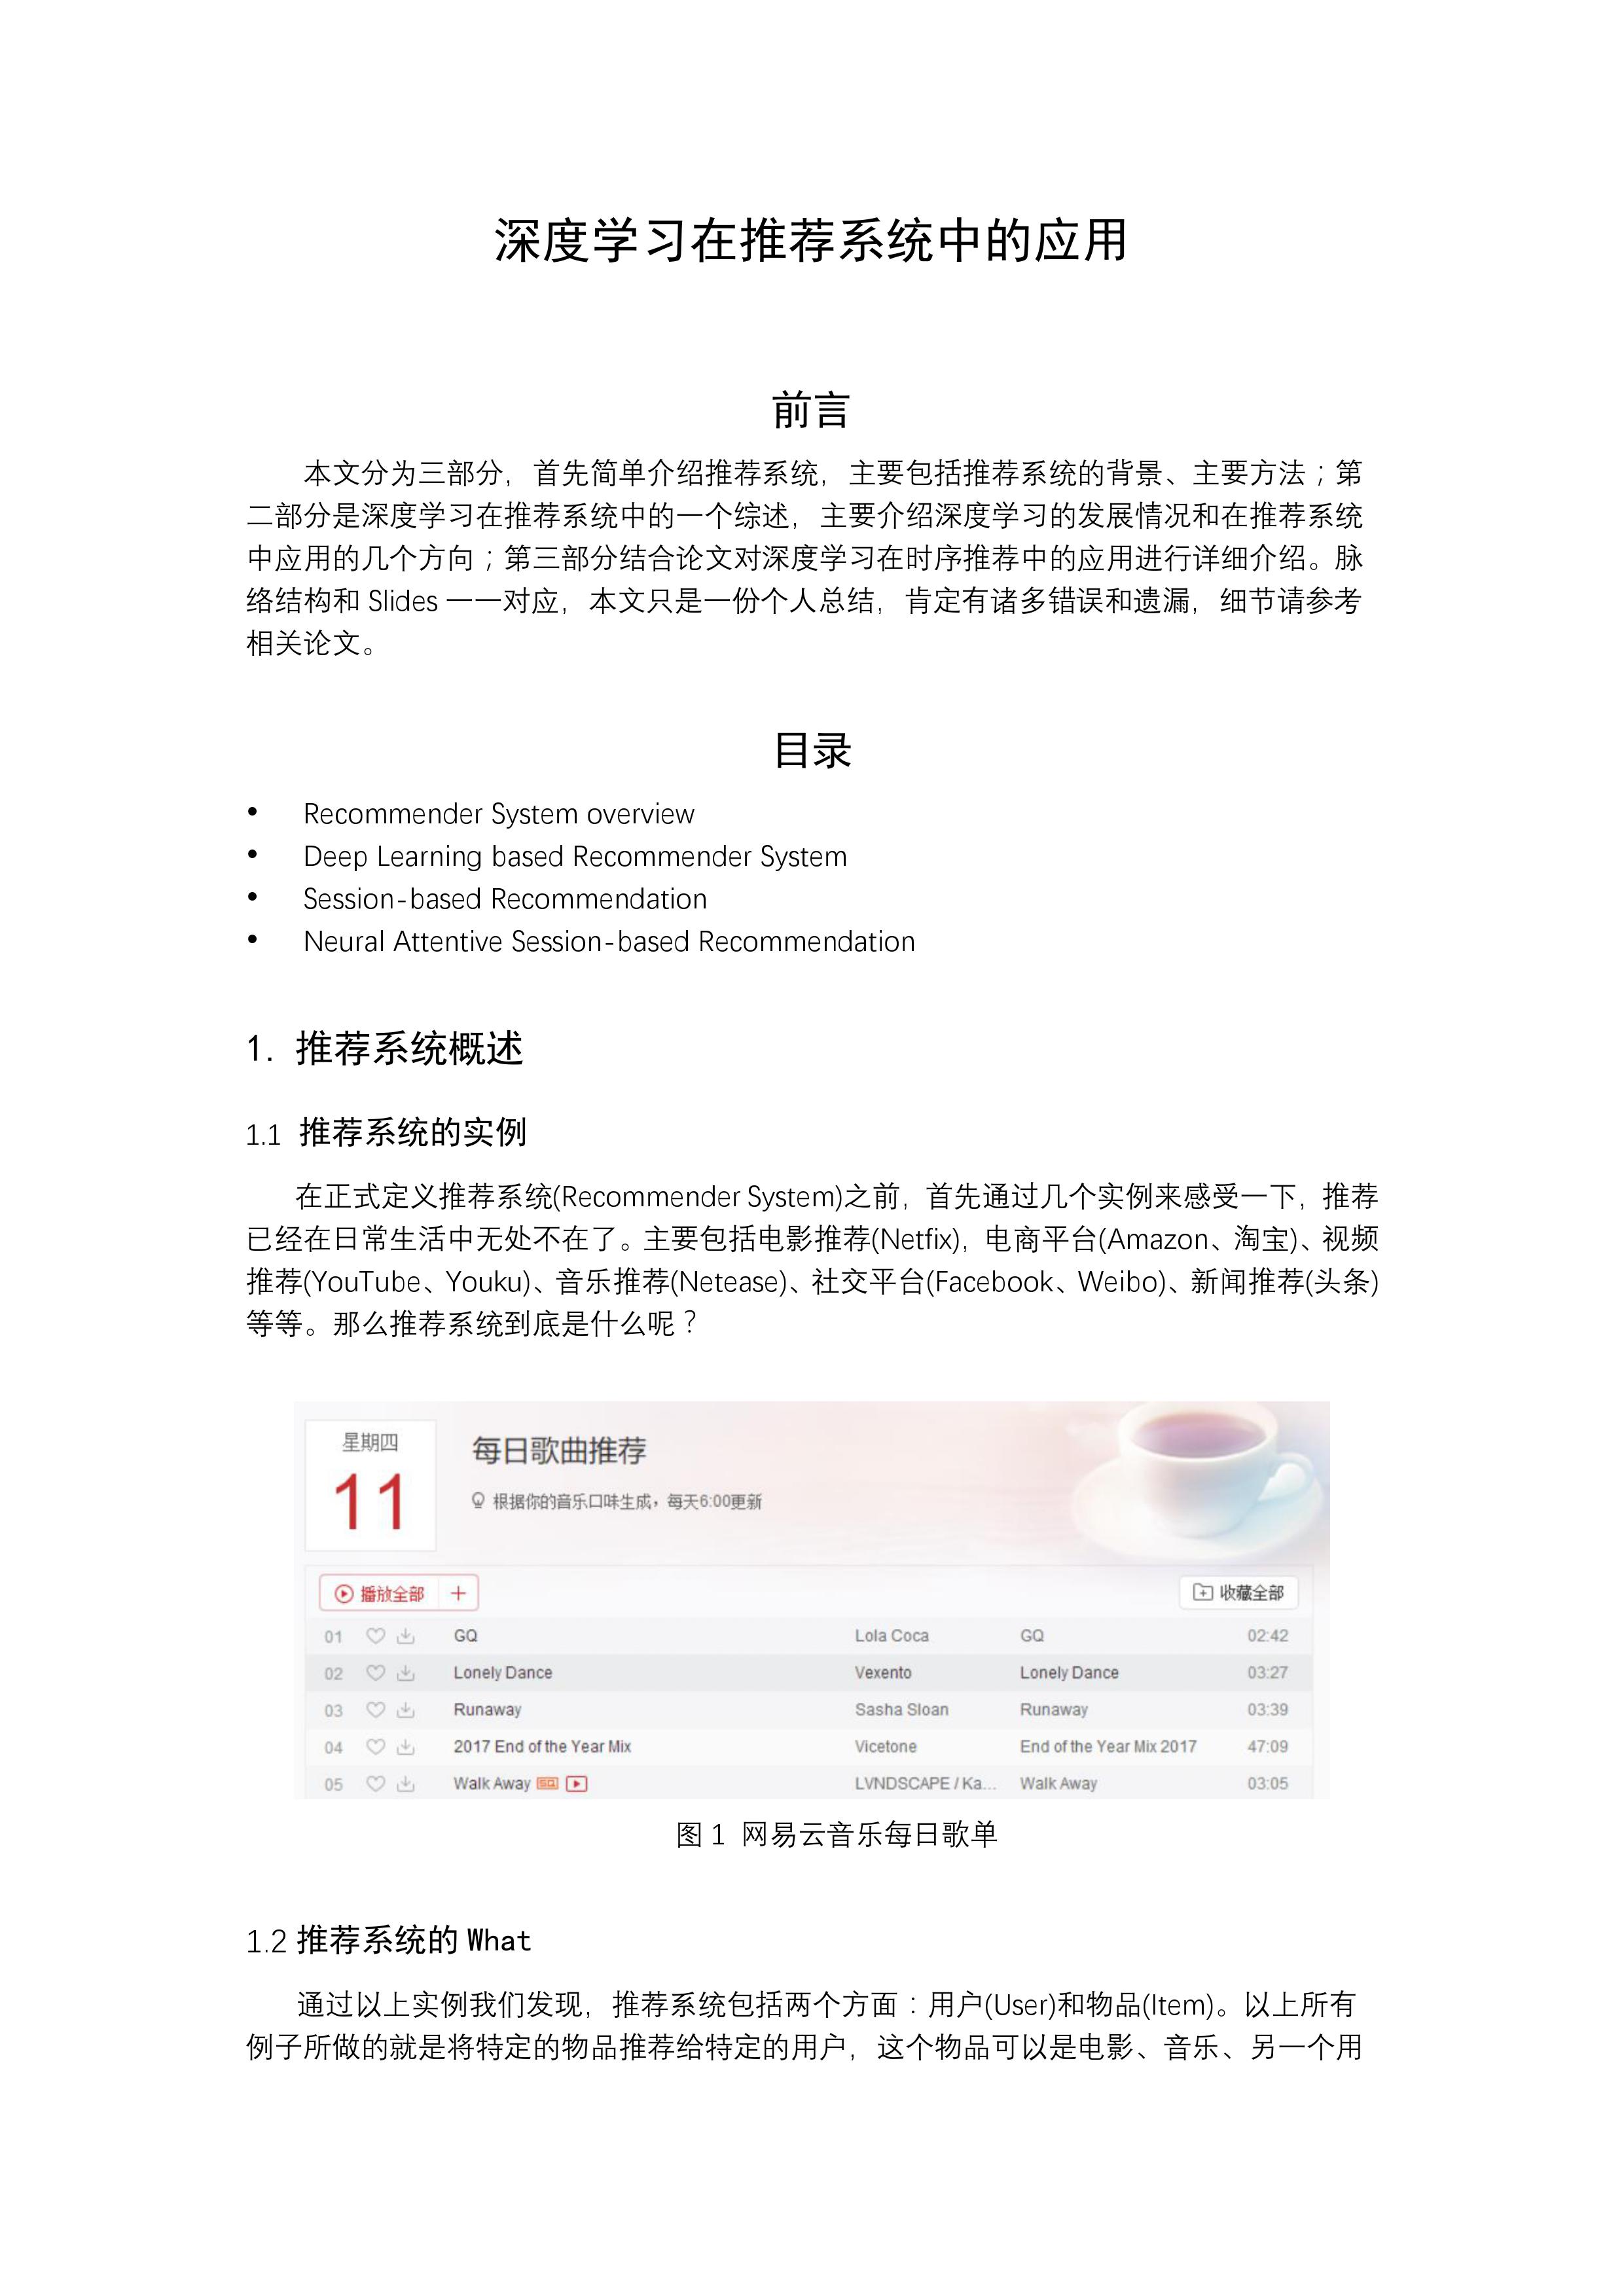 深度学习在推荐系统中的应用
前言
本文分为三部分，首先简单介绍推荐系统，主要包括推荐系统的背景、主要方法；第
二部分是深度学习在推荐系统中的一个综述，主要介绍深度学习的发展情况和在推荐系统
中应用的几个方向；第三部分结合论文对深度学习在时序推荐中的应用进行详细介绍。脉
络结构和 Slides 一一对应，本文只是一份个人总结，肯定有诸多错误和遗漏，细节请参考
相关论文。
目录
• Recommender System overview
• Deep Learning based Recommender System
• Session-based Recommendation
• Neural Attentive Session-based Recommendation
1. 推荐系统概述
1.1 推荐系统的实例
在正式定义推荐系统(Recommender System)之前，首先通过几个实例来感受一下，推荐
已经在日常生活中无处不在了。主要包括电影推荐(Netfix)，电商平台(Amazon、淘宝)、视频
推荐(YouTube、Youku)、音乐推荐(Netease)、社交平台(Facebook、Weibo)、新闻推荐(头条)
等等。那么推荐系统到底是什么呢？
星期四
11
每日歌曲推荐
根据你的音乐口味生成，每天6:00更新
播放全部 + 收藏全部
01 GQ Lola Coca GQ 02:42
02 Lonely Dance Vexento Lonely Dance 03:27
03 Runaway Sasha Sloan Runaway 03:39
04 2017 End of the Year Mix Vicetone End of the Year Mix 2017 47:09
05 Walk Away SQ LVNDSCAPE / Ka... Walk Away 03:05
图 1 网易云音乐每日歌单
1.2 推荐系统的 What
通过以上实例我们发现，推荐系统包括两个方面：用户(User)和物品(Item)。以上所有
例子所做的就是将特定的物品推荐给特定的用户，这个物品可以是电影、音乐、另一个用